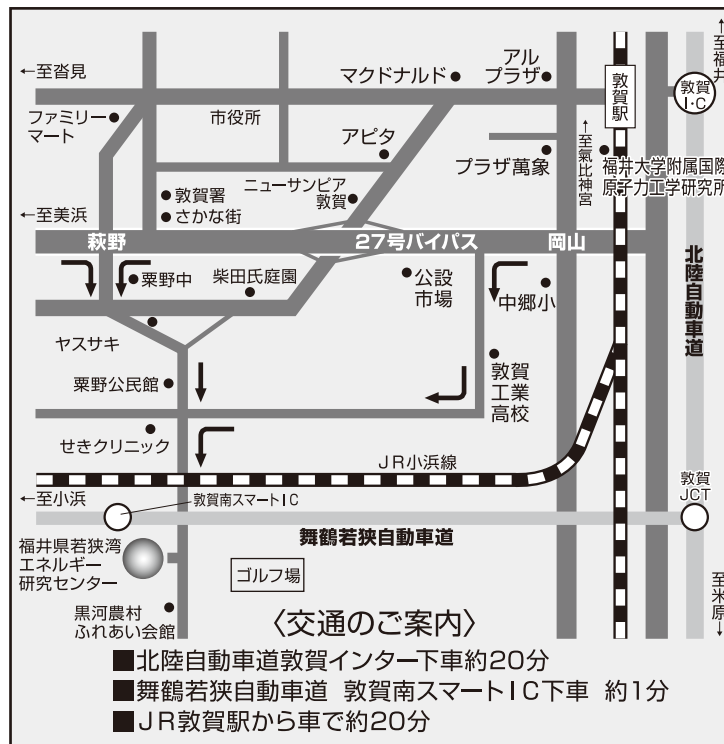 ←至沓見
マクドナルド
アル
プラザ
↑至福井
敦賀駅
敦賀
I・C
ファミリー
マート
市役所
アピタ
↑至氣比神宮
プラザ萬象
福井大学附属国際
原子力工学研究所
敦賀署
さかな街
ニューサンピア
敦賀
←至美浜
萩野
27号バイパス
岡山
北陸自動車道
粟野中
柴田氏庭園
公設
市場
中郷小
ヤスサキ
粟野公民館
敦賀
工業
高校
せきクリニック
JR小浜線
←至小浜
敦賀南スマートIC
敦賀
JCT
舞鶴若狭自動車道
福井県若狭湾
エネルギー
研究センター
ゴルフ場
至米原→
黒河農村
ふれあい会館
〈交通のご案内〉
■北陸自動車道敦賀インター下車約20分
■舞鶴若狭自動車道 敦賀南スマートIC下車 約1分
■JR敦賀駅から車で約20分